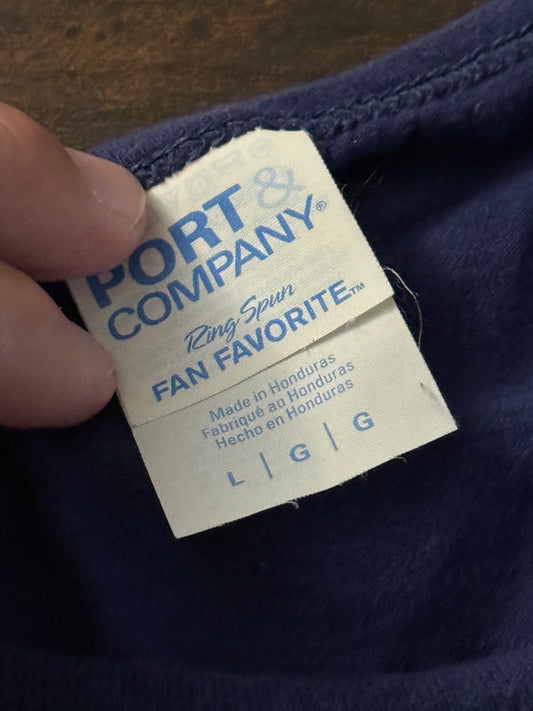 PORT &
COMPANY®
Ring Spun
FAN FAVORITE™
Made in Honduras
Fabriqué au Honduras
Hecho en Honduras
L | G | G